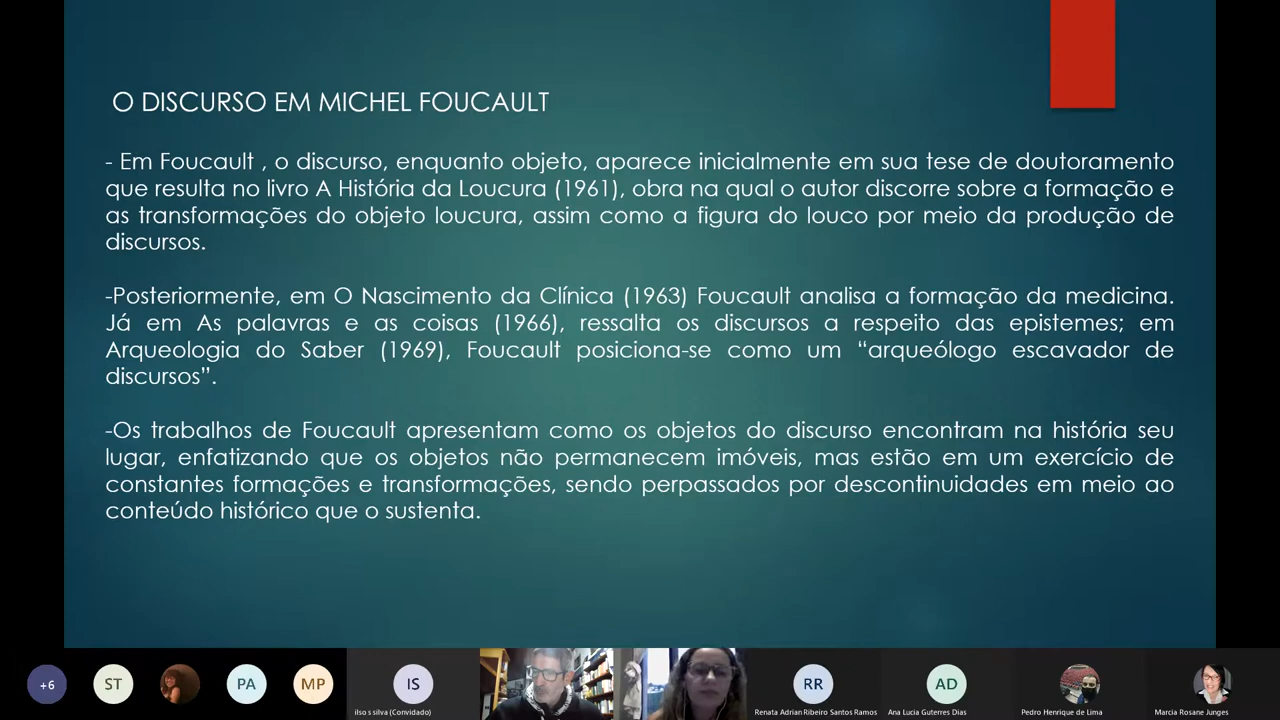 O DISCURSO EM MICHEL FOUCAULT
- Em Foucault , o discurso, enquanto objeto, aparece inicialmente em sua tese de doutoramento
que resulta no livro A História da Loucura (1961), obra na qual o autor discorre sobre a formação e
as transformações do objeto loucura, assim como a figura do louco por meio da produção de
discursos.
-Posteriormente, em O Nascimento da Clínica (1963) Foucault analisa a formação da medicina.
Já em As palavras e as coisas (1966), ressalta os discursos a respeito das epistemes; em
Arqueologia do Saber (1969), Foucault posiciona-se como um “arqueólogo escavador de
discursos”.
-Os trabalhos de Foucault apresentam como os objetos do discurso encontram na história seu
lugar, enfatizando que os objetos não permanecem imóveis, mas estão em um exercício de
constantes formações e transformações, sendo perpassados por descontinuidades em meio ao
conteúdo histórico que o sustenta.
+6 ST PA MP IS RR AD
ilso s silva (Convidado) Renata Adrian Ribeiro Santos Ramos Ana Lucia Guterres Dias Pedro Henrique de Lima Marcia Rosane Junges